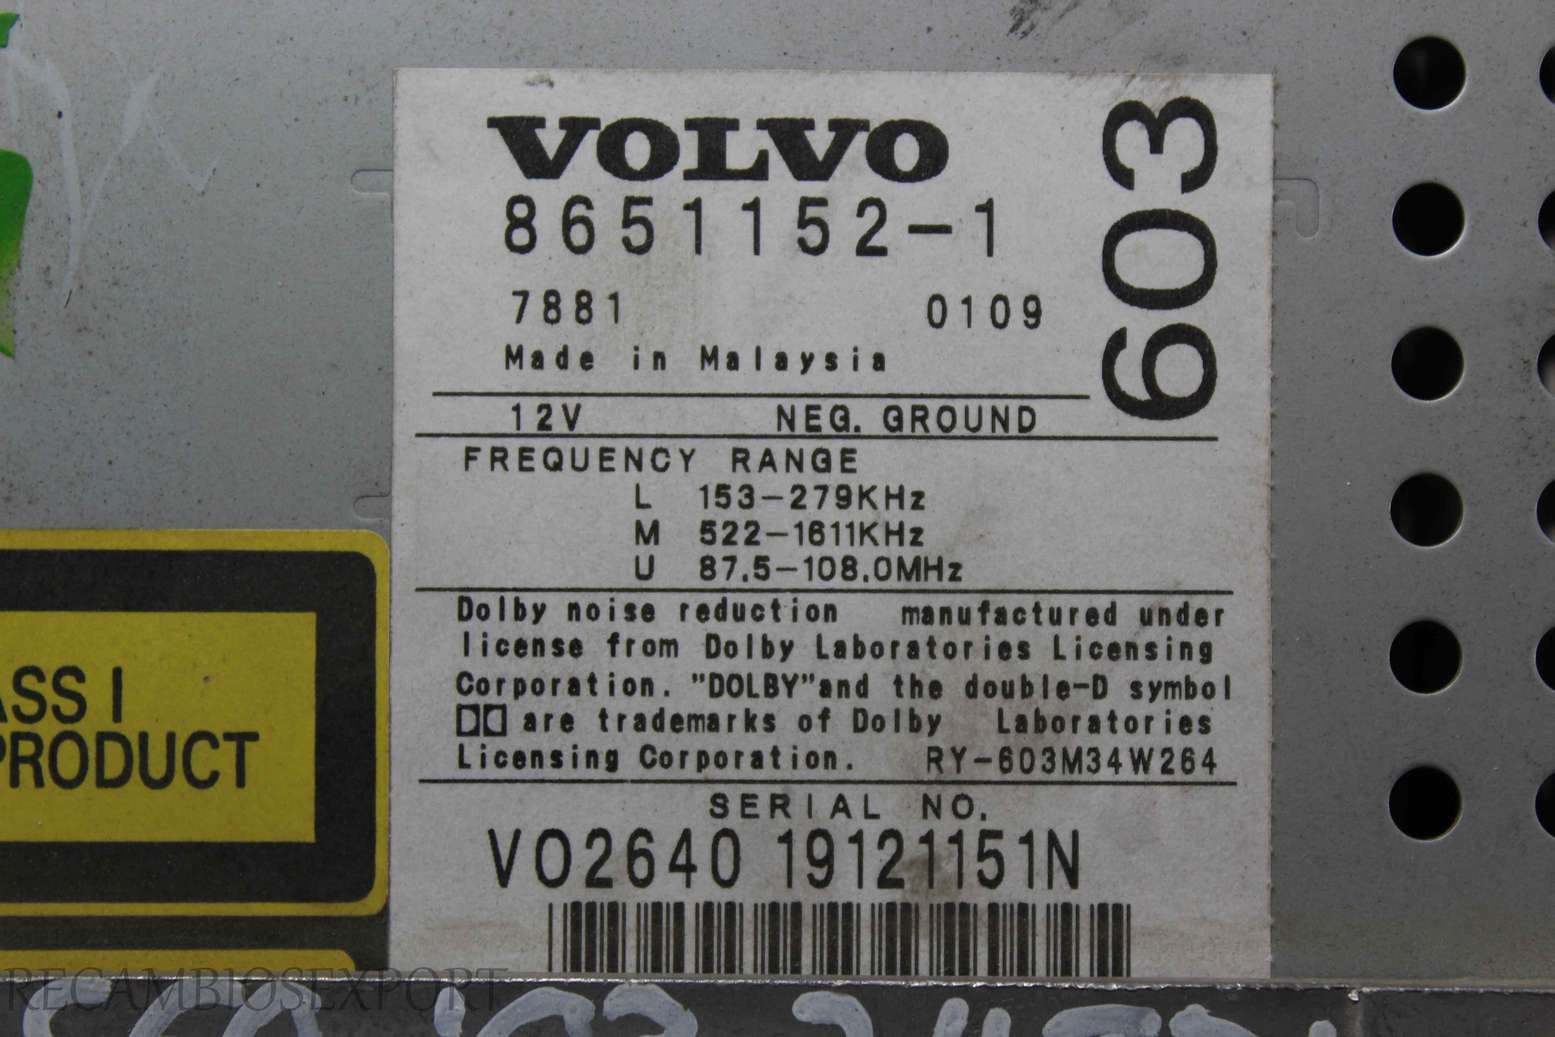 VOLVO
8651152-1
7881 0109
Made in Malaysia
603
12V NEG. GROUND
FREQUENCY RANGE
L 153-279KHz
M 522-1611KHz
U 87.5-108.0MHz
Dolby noise reduction manufactured under
license from Dolby Laboratories Licensing
Corporation. "DOLBY"and the double-D symbol
are trademarks of Dolby Laboratories
Licensing Corporation. RY-603M34W264
SERIAL NO.
VO2640 19121151N
ASS I
PRODUCT
RECAMBIOSEXPORT